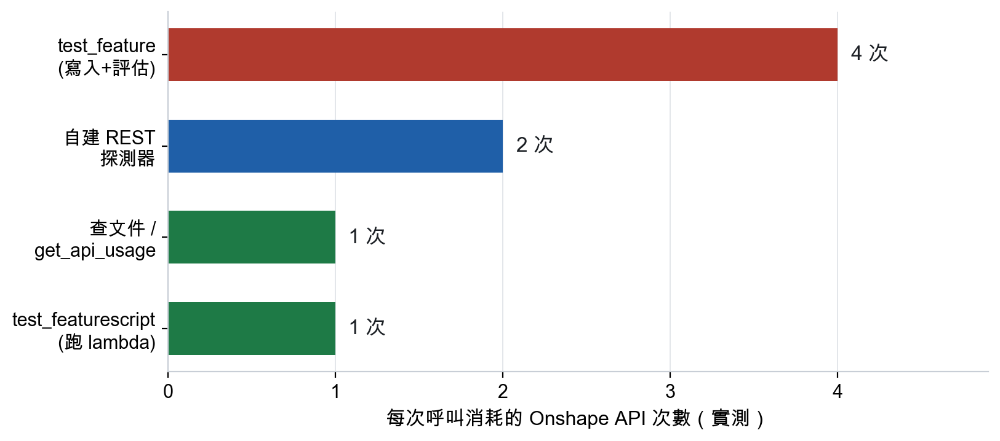 test_feature
(寫入+評估)
4 次
自建 REST
探測器
2 次
查文件 /
get_api_usage
1 次
test_featurescript
(跑 lambda)
1 次
0 1 2 3 4
每次呼叫消耗的 Onshape API 次數（實測）